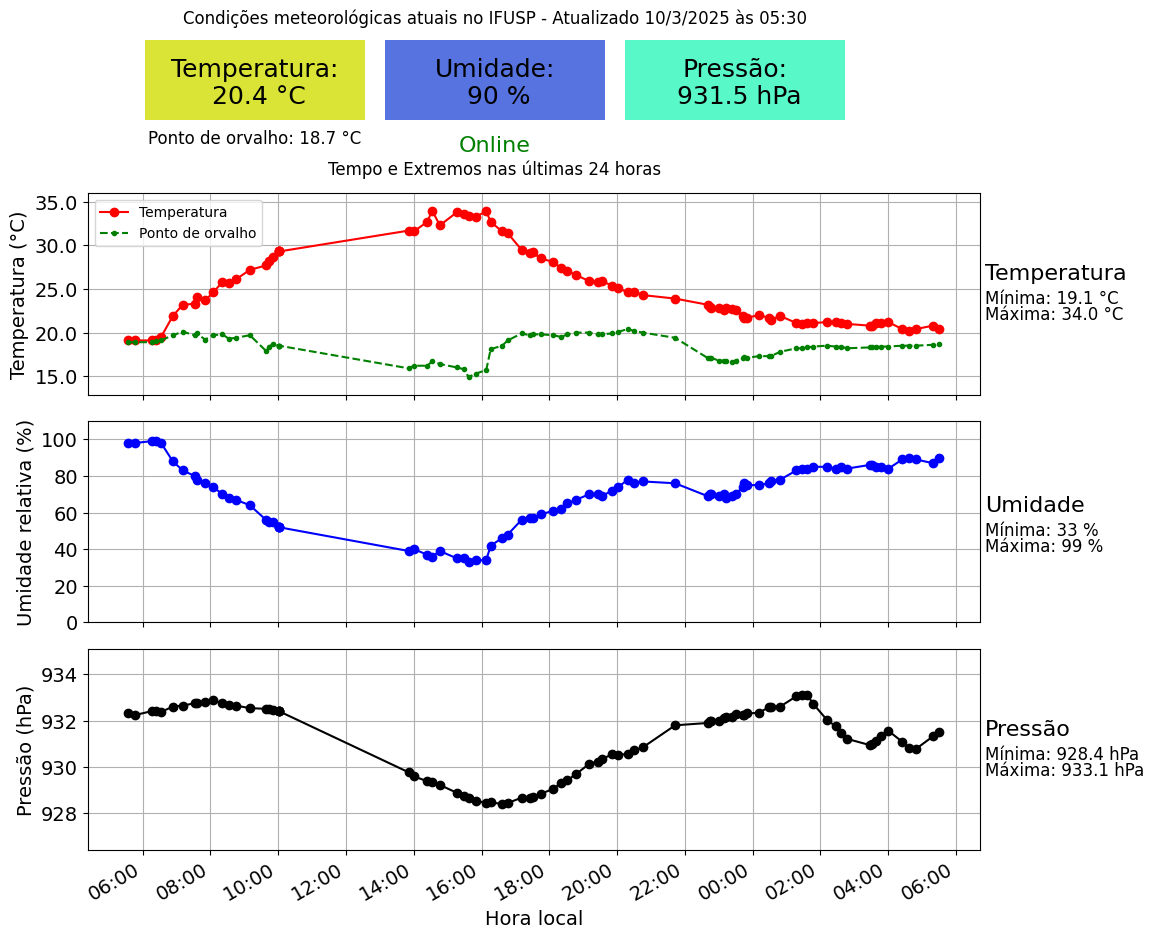 Condições meteorológicas atuais no IFUSP - Atualizado 10/3/2025 às 05:30
Temperatura:
20.4 °C
Umidade:
90 %
Pressão:
931.5 hPa
Ponto de orvalho: 18.7 °C
Online
Tempo e Extremos nas últimas 24 horas
Temperatura (°C)
35.0
30.0
25.0
20.0
15.0
Temperatura
Ponto de orvalho
Temperatura
Mínima: 19.1 °C
Máxima: 34.0 °C
Umidade relativa (%)
100
80
60
40
20
0
Umidade
Mínima: 33 %
Máxima: 99 %
Pressão (hPa)
934
932
930
928
Pressão
Mínima: 928.4 hPa
Máxima: 933.1 hPa
06:00 08:00 10:00 12:00 14:00 16:00 18:00 20:00 22:00 00:00 02:00 04:00 06:00
Hora local